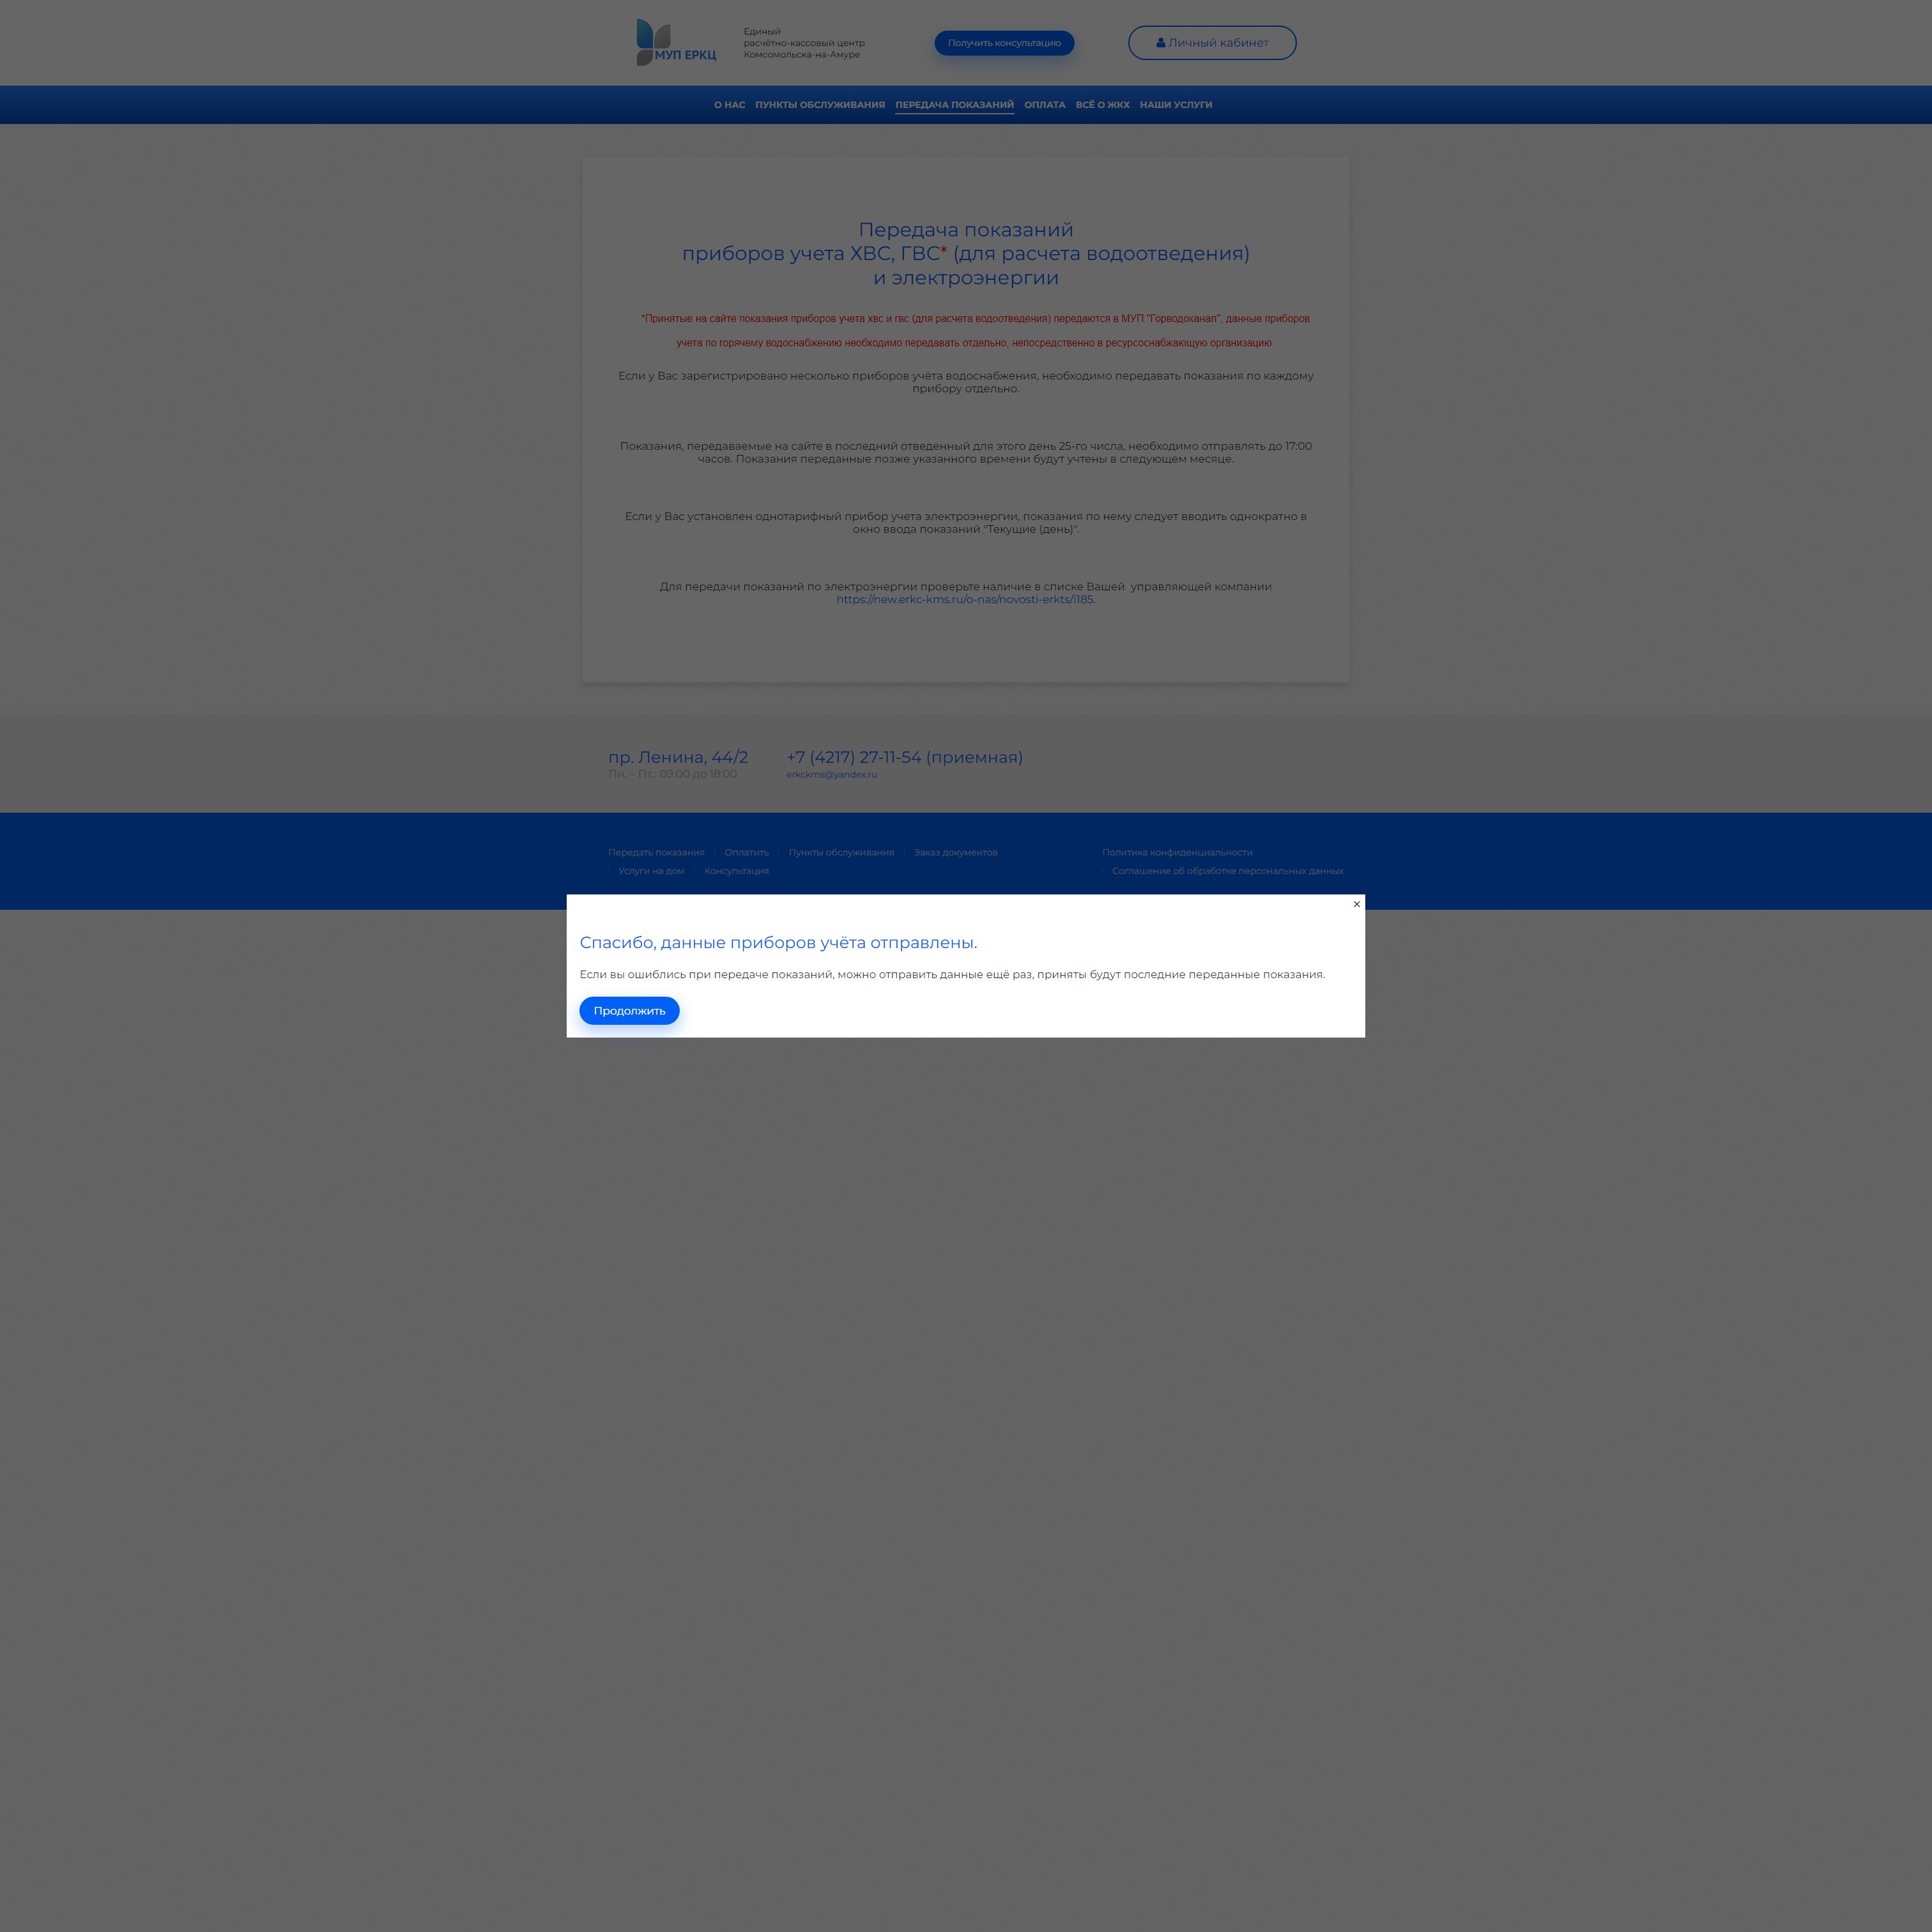 МУП ЕРКЦ
Единый
расчётно-кассовый центр
Комсомольска-на-Амуре
Получить консультацию
Личный кабинет
О НАС ПУНКТЫ ОБСЛУЖИВАНИЯ ПЕРЕДАЧА ПОКАЗАНИЙ ОПЛАТА ВСЁ О ЖКХ НАШИ УСЛУГИ
Передача показаний
приборов учета ХВС, ГВС* (для расчета водоотведения)
и электроэнергии
*Принятые на сайте показания приборов учета хвс и гвс (для расчета водоотведения) передаются в МУП "Горводоканал", данные приборов
учета по горячему водоснабжению необходимо передавать отдельно, непосредственно в ресурсоснабжающую организацию.
Если у Вас зарегистрировано несколько приборов учёта водоснабжения, необходимо передавать показания по каждому
прибору отдельно.
Показания, передаваемые на сайте в последний отведенный для этого день 25-го числа, необходимо отправлять до 17:00
часов. Показания переданные позже указанного времени будут учтены в следующем месяце.
Если у Вас установлен однотарифный прибор учета электроэнергии, показания по нему следует вводить однократно в
окно ввода показаний "Текущие (день)".
Для передачи показаний по электроэнергии проверьте наличие в списке Вашей управляющей компании
https://new.erkc-kms.ru/o-nas/novosti-erkts/i185.
пр. Ленина, 44/2
Пн. – Пт.: 09:00 до 18:00
+7 (4217) 27-11-54 (приемная)
erkckms@yandex.ru
Передать показания Оплатить Пункты обслуживания Заказ документов
Услуги на дом Консультация
Политика конфиденциальности
Соглашение об обработке персональных данных
×
Спасибо, данные приборов учёта отправлены.
Если вы ошиблись при передаче показаний, можно отправить данные ещё раз, приняты будут последние переданные показания.
Продолжить